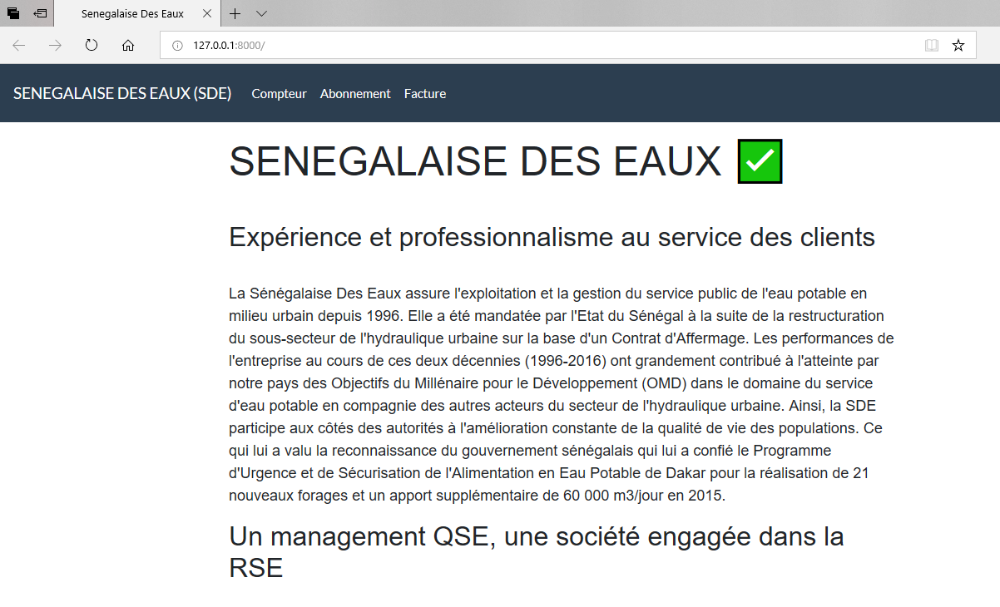 Senegalaise Des Eaux
127.0.0.1:8000/
SENEGALAISE DES EAUX (SDE) Compteur Abonnement Facture
SENEGALAISE DES EAUX ✅
Expérience et professionnalisme au service des clients
La Sénégalaise Des Eaux assure l'exploitation et la gestion du service public de l'eau potable en
milieu urbain depuis 1996. Elle a été mandatée par l'Etat du Sénégal à la suite de la restructuration
du sous-secteur de l'hydraulique urbaine sur la base d'un Contrat d'Affermage. Les performances de
l'entreprise au cours de ces deux décennies (1996-2016) ont grandement contribué à l'atteinte par
notre pays des Objectifs du Millénaire pour le Développement (OMD) dans le domaine du service
d'eau potable en compagnie des autres acteurs du secteur de l'hydraulique urbaine. Ainsi, la SDE
participe aux côtés des autorités à l'amélioration constante de la qualité de vie des populations. Ce
qui lui a valu la reconnaissance du gouvernement sénégalais qui lui a confié le Programme
d'Urgence et de Sécurisation de l'Alimentation en Eau Potable de Dakar pour la réalisation de 21
nouveaux forages et un apport supplémentaire de 60 000 m3/jour en 2015.
Un management QSE, une société engagée dans la
RSE